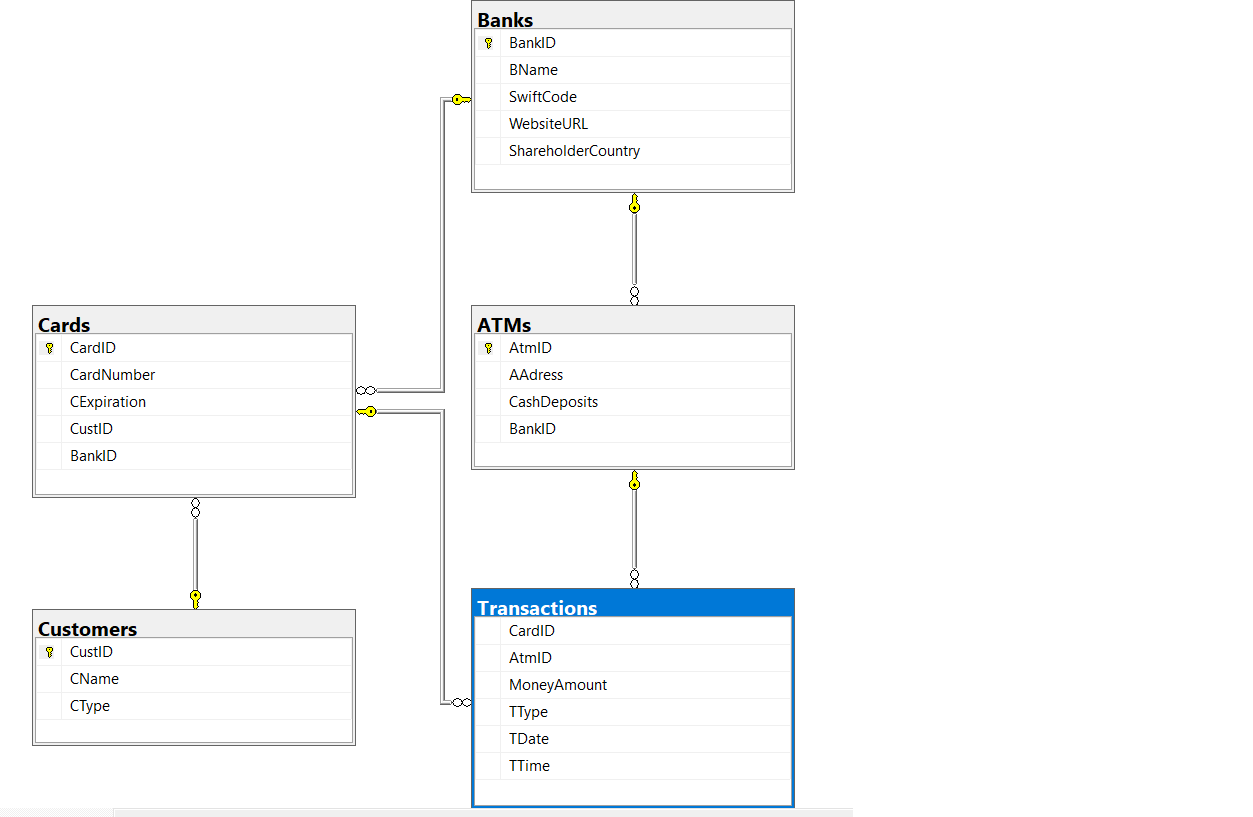 Banks
BankID
BName
SwiftCode
WebsiteURL
ShareholderCountry
Cards
CardID
CardNumber
CExpiration
CustID
BankID
ATMs
AtmID
AAdress
CashDeposits
BankID
Customers
CustID
CName
CType
Transactions
CardID
AtmID
MoneyAmount
TType
TDate
TTime